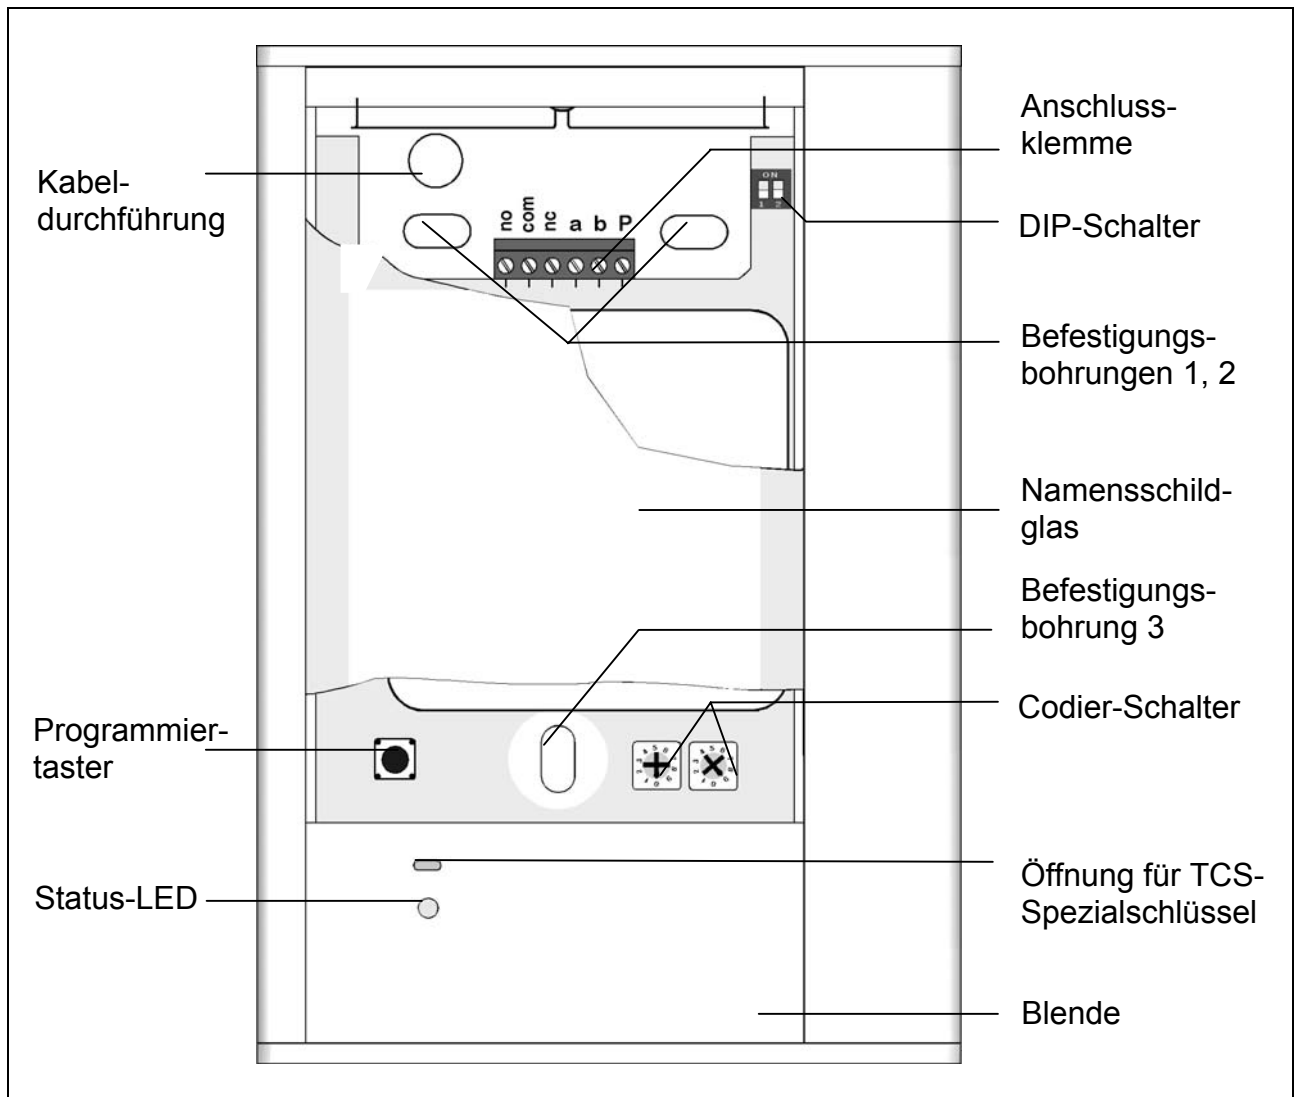 Anschluss-
klemme
Kabel-
durchführung
ON
1 2
DIP-Schalter
no com nc a b P
Befestigungs-
bohrungen 1, 2
Namensschild-
glas
Befestigungs-
bohrung 3
Codier-Schalter
Programmier-
taster
Öffnung für TCS-
Spezialschlüssel
Status-LED
Blende